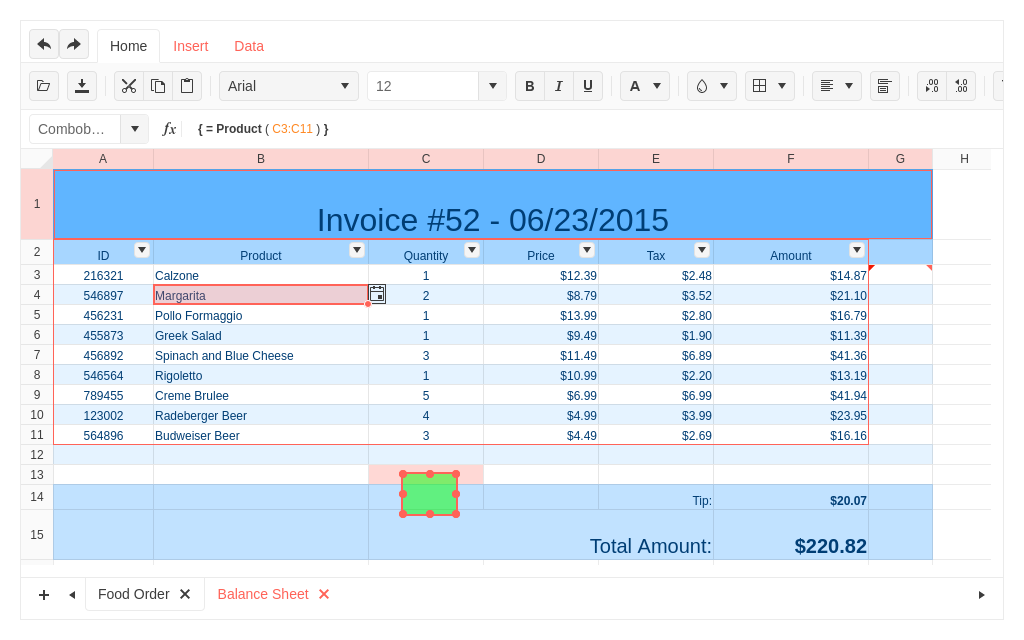 Home Insert Data
Arial 12 B I U A .00 .0 .0 .00
Combob... fx { = Product ( C3:C11 ) }
A B C D E F G H
1 Invoice #52 - 06/23/2015
2 ID Product Quantity Price Tax Amount
3 216321 Calzone 1 $12.39 $2.48 $14.87
4 546897 Margarita 2 $8.79 $3.52 $21.10
5 456231 Pollo Formaggio 1 $13.99 $2.80 $16.79
6 455873 Greek Salad 1 $9.49 $1.90 $11.39
7 456892 Spinach and Blue Cheese 3 $11.49 $6.89 $41.36
8 546564 Rigoletto 1 $10.99 $2.20 $13.19
9 789455 Creme Brulee 5 $6.99 $6.99 $41.94
10 123002 Radeberger Beer 4 $4.99 $3.99 $23.95
11 564896 Budweiser Beer 3 $4.49 $2.69 $16.16
12
13
14 Tip: $20.07
15 Total Amount: $220.82
Food Order Balance Sheet